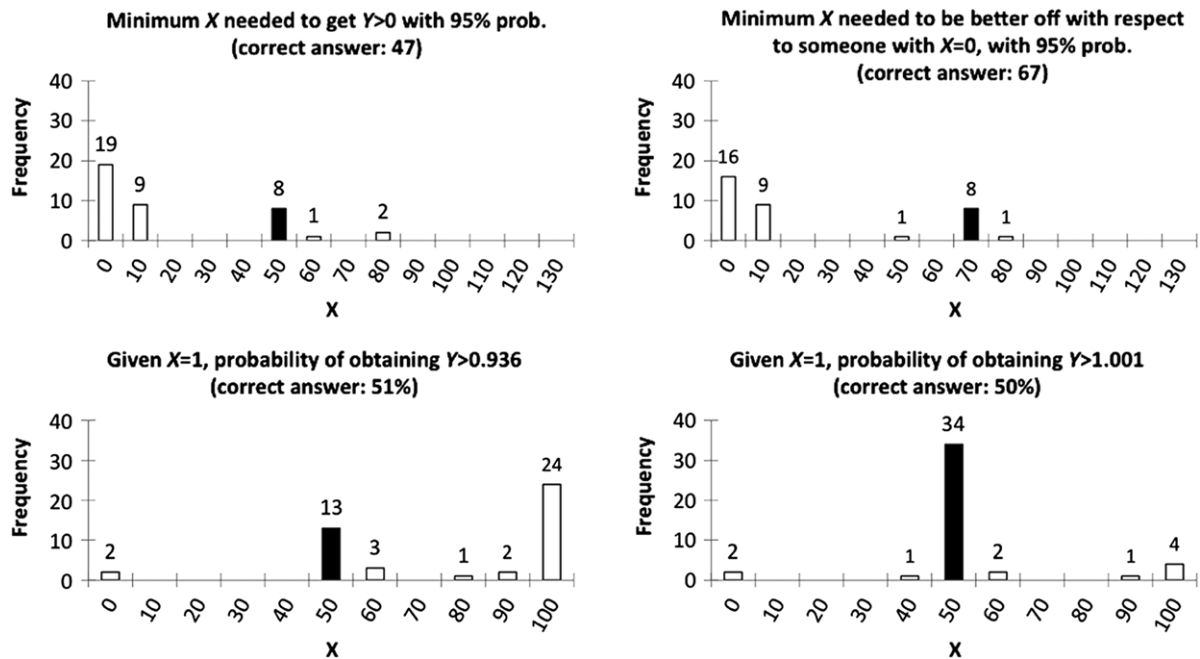 Minimum X needed to get Y>0 with 95% prob.
(correct answer: 47)
Frequency
40
30
20
10
0
19
9
8
1
2
0 10 20 30 40 50 60 70 80 90 100 110 120 130
X
Minimum X needed to be better off with respect
to someone with X=0, with 95% prob.
(correct answer: 67)
Frequency
40
30
20
10
0
16
9
1
8
1
0 10 20 30 40 50 60 70 80 90 100 110 120 130
X
Given X=1, probability of obtaining Y>0.936
(correct answer: 51%)
Frequency
40
30
20
10
0
2
13
3
1
2
24
0 10 20 30 40 50 60 70 80 90 100
X
Given X=1, probability of obtaining Y>1.001
(correct answer: 50%)
Frequency
40
30
20
10
0
2
1
34
2
1
4
0 10 20 30 40 50 60 70 80 90 100
X